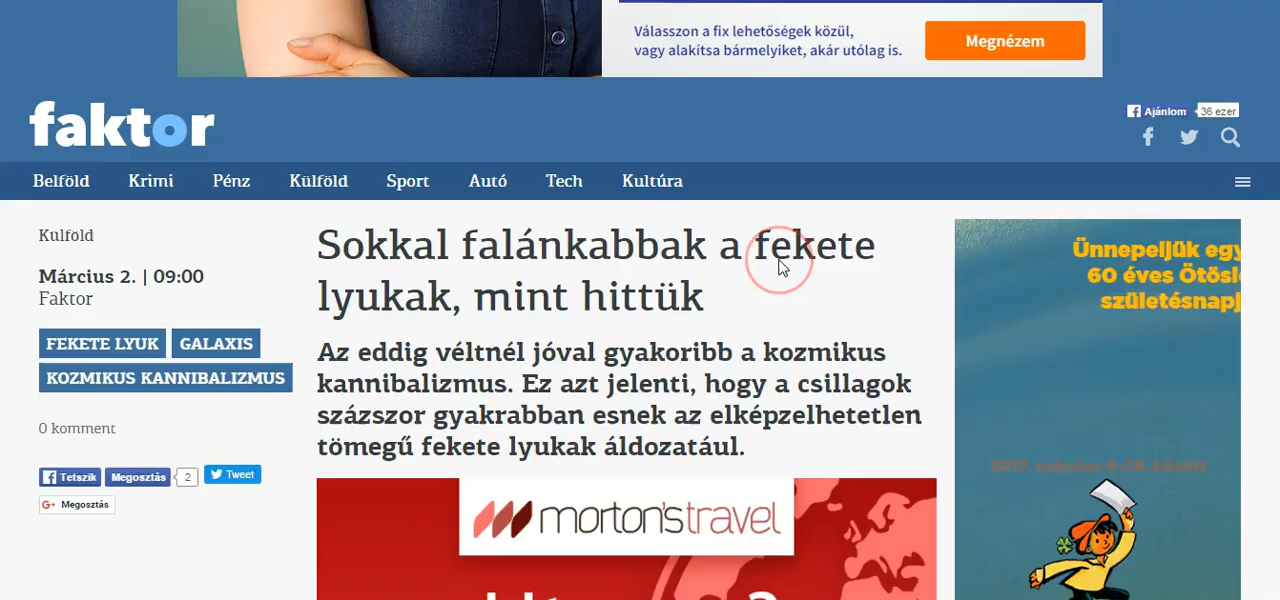 Válasszon a fix lehetőségek közül,
vagy alakítsa bármelyiket, akár utólag is.
Megnézem
faktor
Ajánlom
36 ezer
Belföld Krimi Pénz Külföld Sport Autó Tech Kultúra
Külföld
Március 2. | 09:00
Faktor
FEKETE LYUK GALAXIS
KOZMIKUS KANNIBALIZMUS
0 komment
Tetszik Megosztás 2 Tweet
G+ Megosztás
Sokkal falánkabbak a fekete
lyukak, mint hittük
Az eddig véltnél jóval gyakoribb a kozmikus
kannibalizmus. Ez azt jelenti, hogy a csillagok
százszor gyakrabban esnek az elképzelhetetlen
tömegű fekete lyukak áldozatául.
morton's travel
Ünnepeljük egy
60 éves Ötösl
születésnapj